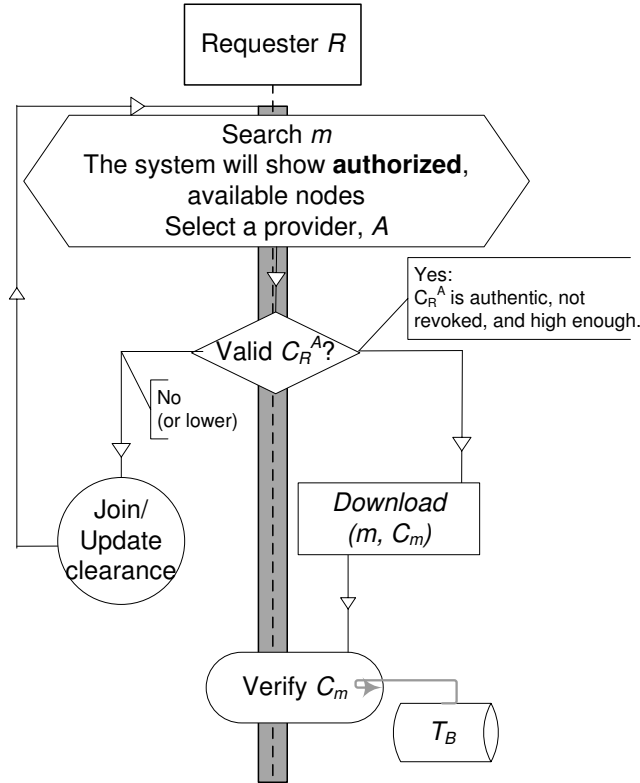 Requester R
Search m
The system will show authorized,
available nodes
Select a provider, A
Yes:
C_R^A is authentic, not
revoked, and high enough.
Valid C_R^A?
No
(or lower)
Join/
Update
clearance
Download
(m, C_m)
Verify C_m
T_B